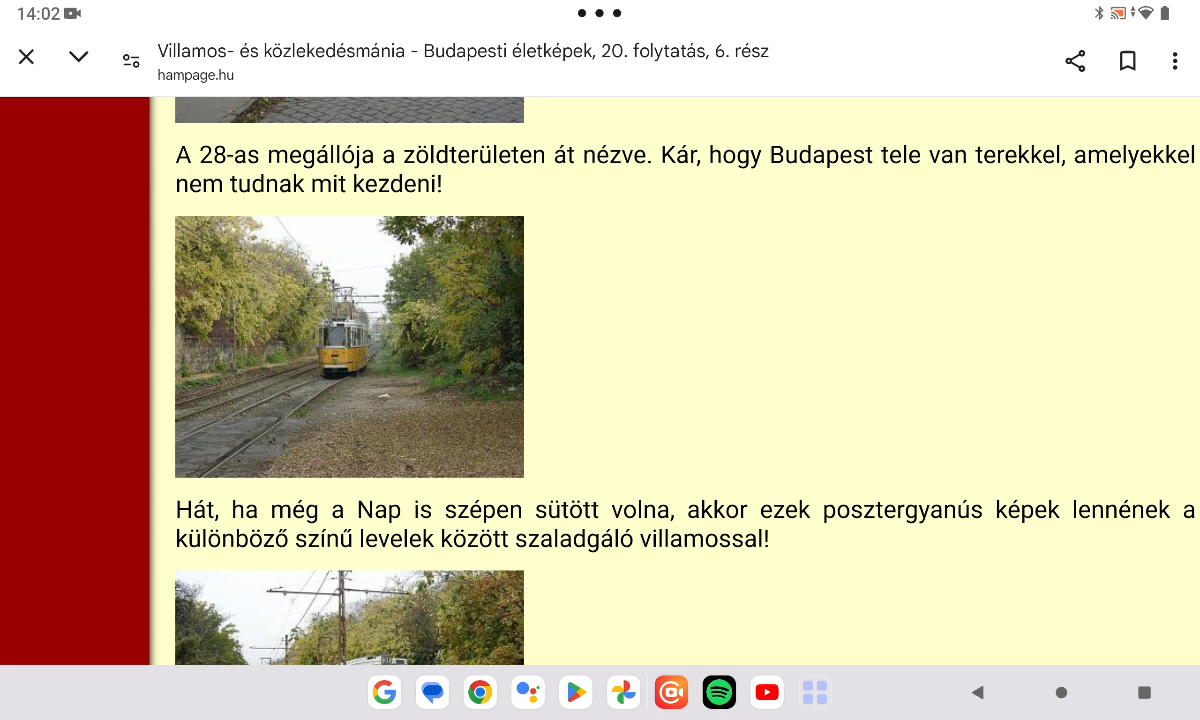 14:02
Villamos- és közlekedésmánia - Budapesti életképek, 20. folytatás, 6. rész
hampage.hu
A 28-as megállója a zöldterületen át nézve. Kár, hogy Budapest tele van terekkel, amelyekkel
nem tudnak mit kezdeni!
Hát, ha még a Nap is szépen sütött volna, akkor ezek posztergyanús képek lennének a
különböző színű levelek között szaladgáló villamossal!